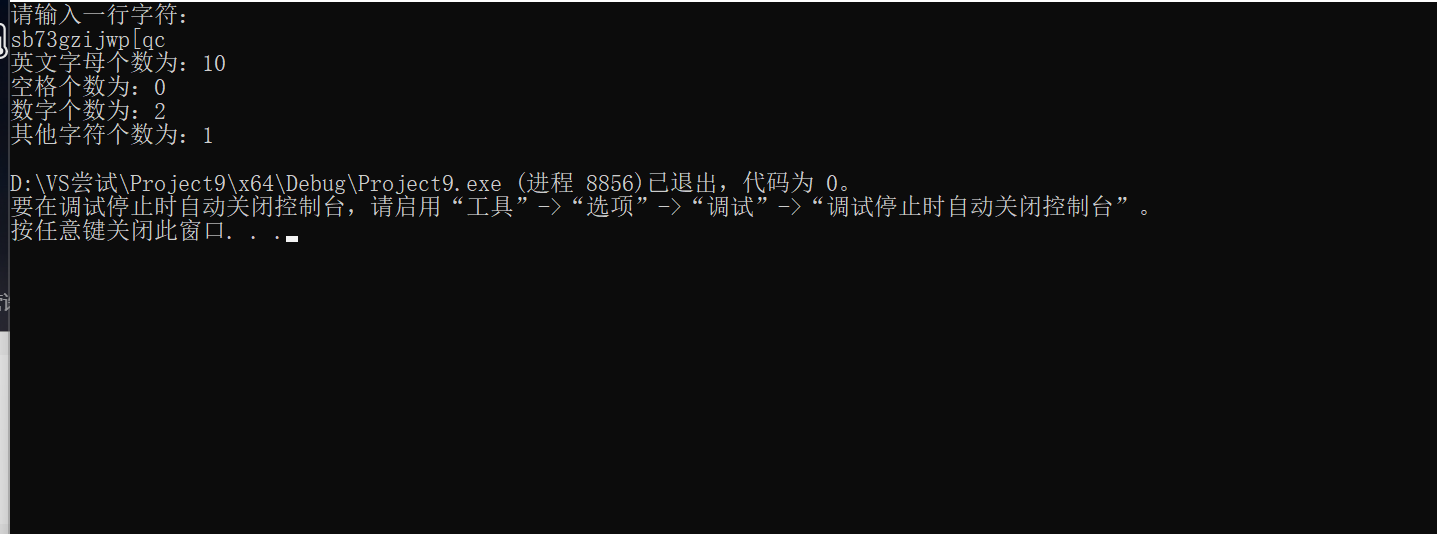 请输入一行字符：
sb73gzijwp[qc
英文字母个数为：10
空格个数为：0
数字个数为：2
其他字符个数为：1
D:\VS尝试\Project9\x64\Debug\Project9.exe (进程 8856)已退出，代码为 0。
要在调试停止时自动关闭控制台，请启用“工具”->“选项”->“调试”->“调试停止时自动关闭控制台”。
按任意键关闭此窗口. . .